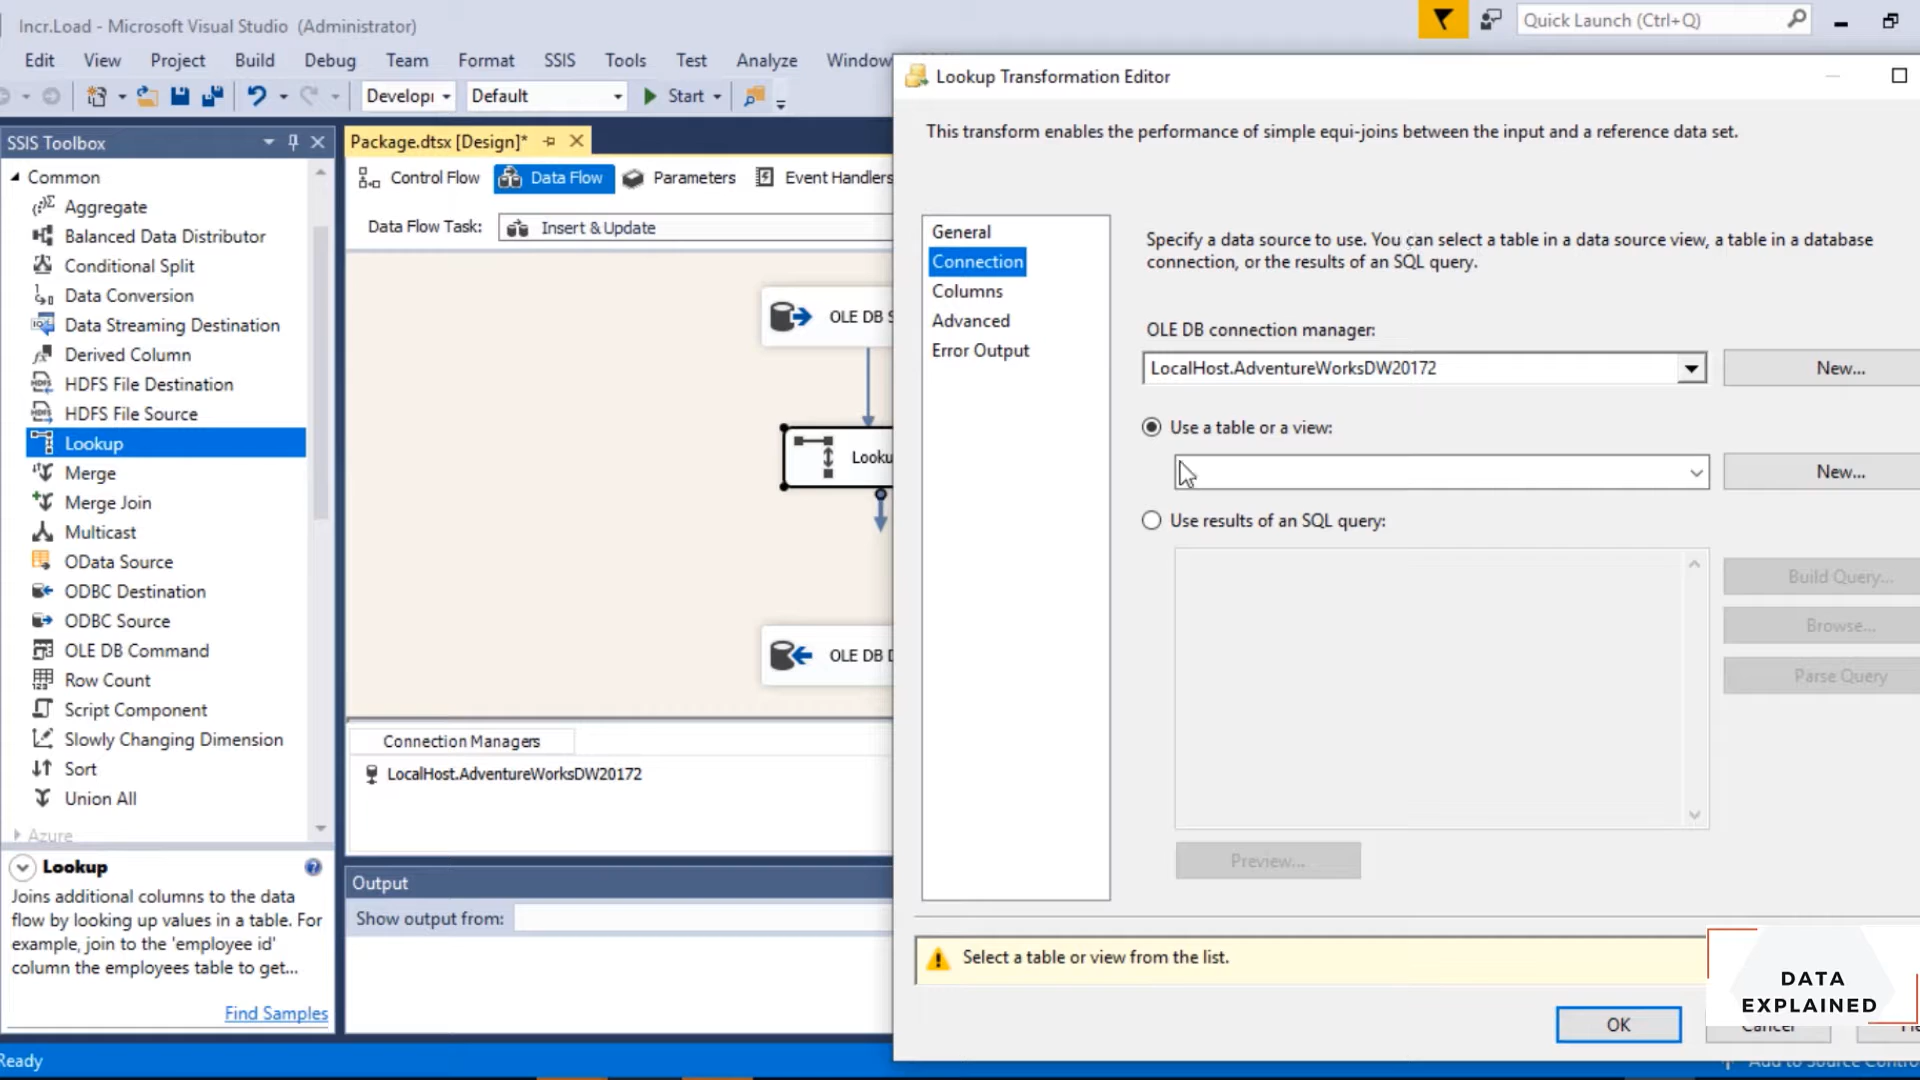 Incr.Load - Microsoft Visual Studio (Administrator)
Quick Launch (Ctrl+Q)
Edit View Project Build Debug Team Format SSIS Tools Test Analyze Window
Default
Start
SSIS Toolbox
Common
Aggregate
Balanced Data Distributor
Conditional Split
Data Conversion
Data Streaming Destination
Derived Column
HDFS File Destination
HDFS File Source
Lookup
Merge
Merge Join
Multicast
OData Source
ODBC Destination
ODBC Source
OLE DB Command
Row Count
Script Component
Slowly Changing Dimension
Sort
Union All
Azure
Lookup
Joins additional columns to the data
flow by looking up values in a table. For
example, join to the 'employee id'
column the employees table to get...
Find Samples
Ready
Package.dtsx [Design]*
Control Flow Data Flow Parameters Event Handlers
Data Flow Task: Insert & Update
OLE DB S
Looku
OLE DB D
Connection Managers
LocalHost.AdventureWorksDW20172
Output
Show output from:
Lookup Transformation Editor
This transform enables the performance of simple equi-joins between the input and a reference data set.
General
Connection
Columns
Advanced
Error Output
Specify a data source to use. You can select a table in a data source view, a table in a database
connection, or the results of an SQL query.
OLE DB connection manager:
LocalHost.AdventureWorksDW20172 New...
Use a table or a view:
New...
Use results of an SQL query:
Build Query...
Browse...
Parse Query
Preview...
Select a table or view from the list.
OK Cancel
DATA
EXPLAINED